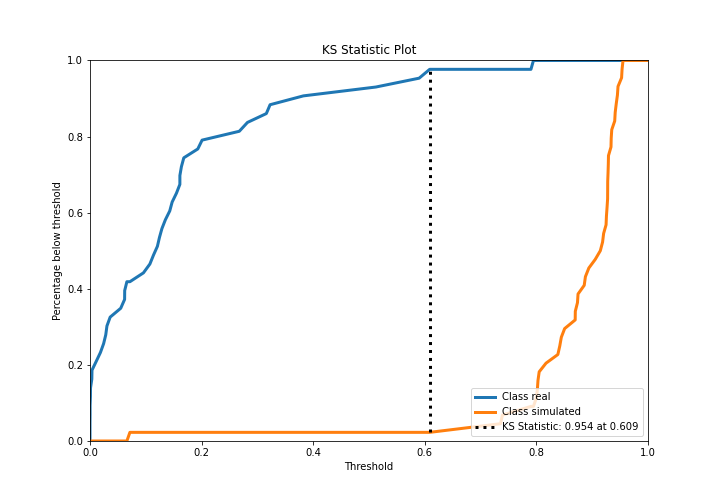 KS Statistic Plot
1.0
0.8
0.6
0.4
0.2
0.0
Percentage below threshold
0.0 0.2 0.4 0.6 0.8 1.0
Threshold
Class real
Class simulated
KS Statistic: 0.954 at 0.609